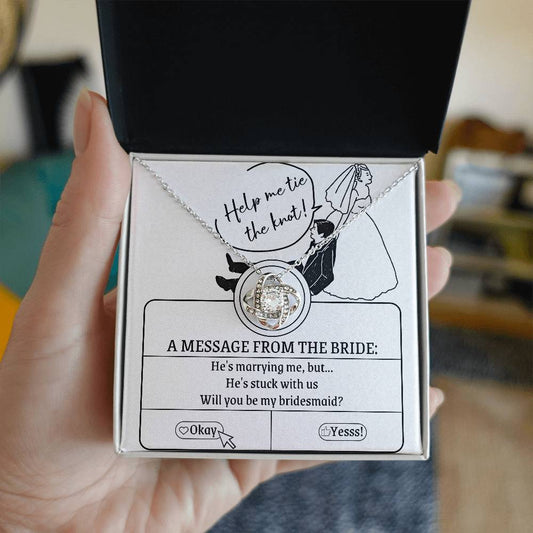 Help me tie
the knot!
A MESSAGE FROM THE BRIDE:
He's marrying me, but...
He's stuck with us
Will you be my bridesmaid?
Okay
Yesss!